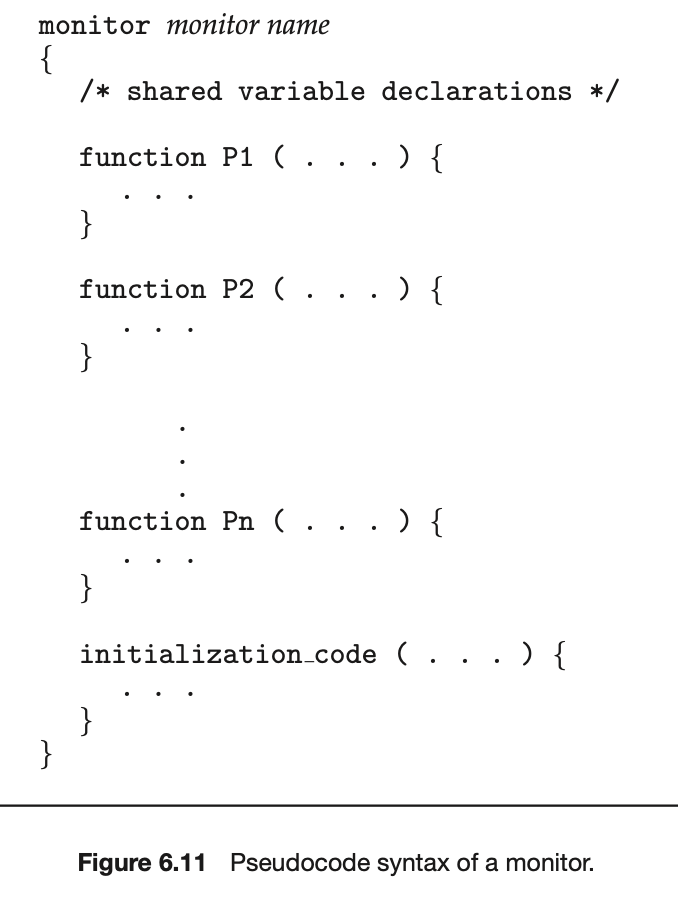 monitor monitor name
{
/* shared variable declarations */
function P1 ( . . . ) {
. . .
}
function P2 ( . . . ) {
. . .
}
.
.
.
function Pn ( . . . ) {
. . .
}
initialization_code ( . . . ) {
. . .
}
}
Figure 6.11 Pseudocode syntax of a monitor.